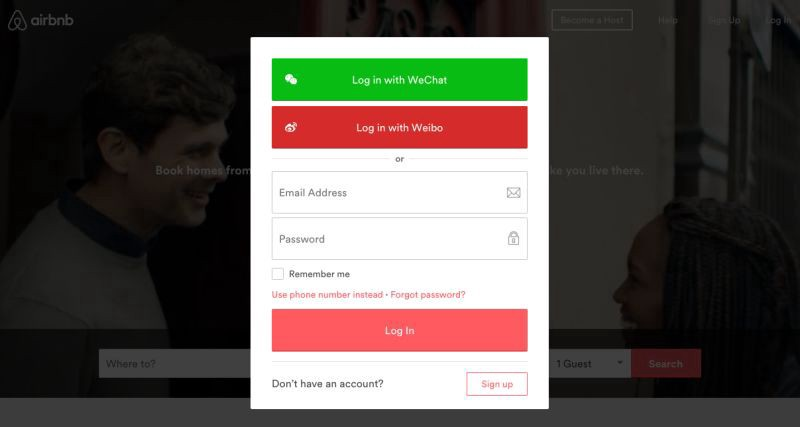 airbnb
Become a Host
Help
Sign Up
Log In
Log in with WeChat
Log in with Weibo
or
Book homes from
ke you live there.
Email Address
Password
Remember me
Use phone number instead · Forgot password?
Log In
Where to?
1 Guest
Search
Don't have an account?
Sign up